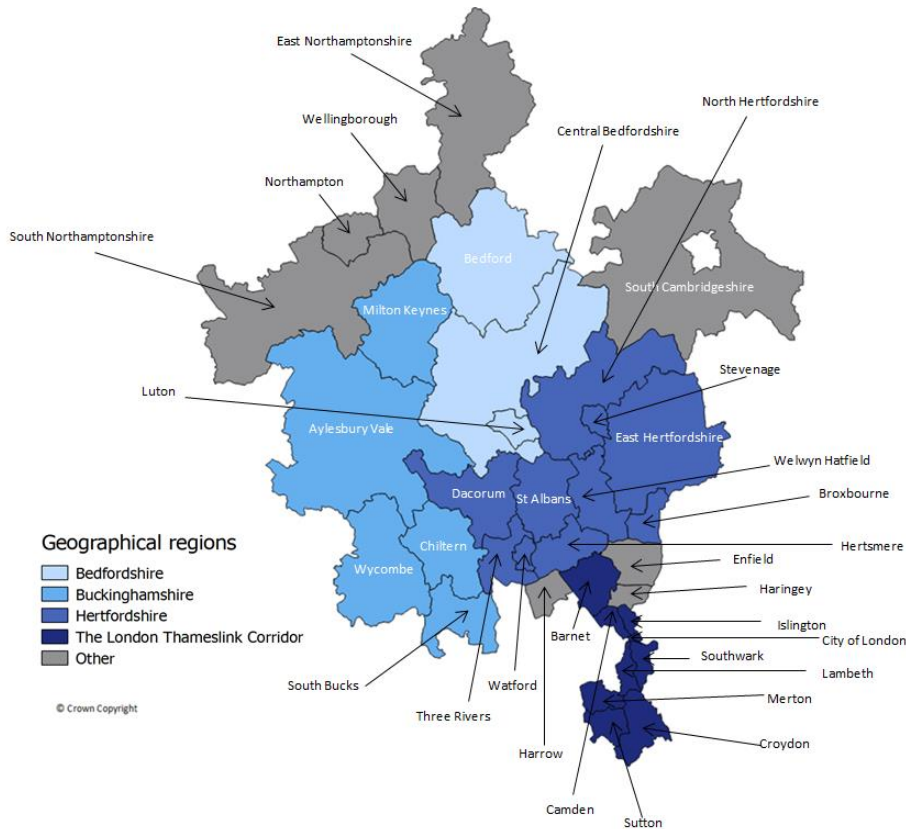 East Northamptonshire
North Hertfordshire
Wellingborough
Central Bedfordshire
Northampton
South Northamptonshire
Bedford
South Cambridgeshire
Milton Keynes
Stevenage
Luton
Aylesbury Vale
East Hertfordshire
Welwyn Hatfield
Dacorum
St Albans
Broxbourne
Geographical regions
Chiltern
Hertsmere
Enfield
Wycombe
Bedfordshire
Haringey
Buckinghamshire
Hertfordshire
Islington
The London Thameslink Corridor
Barnet
City of London
Other
Southwark
South Bucks
Watford
Lambeth
Merton
© Crown Copyright
Three Rivers
Croydon
Harrow
Camden
Sutton